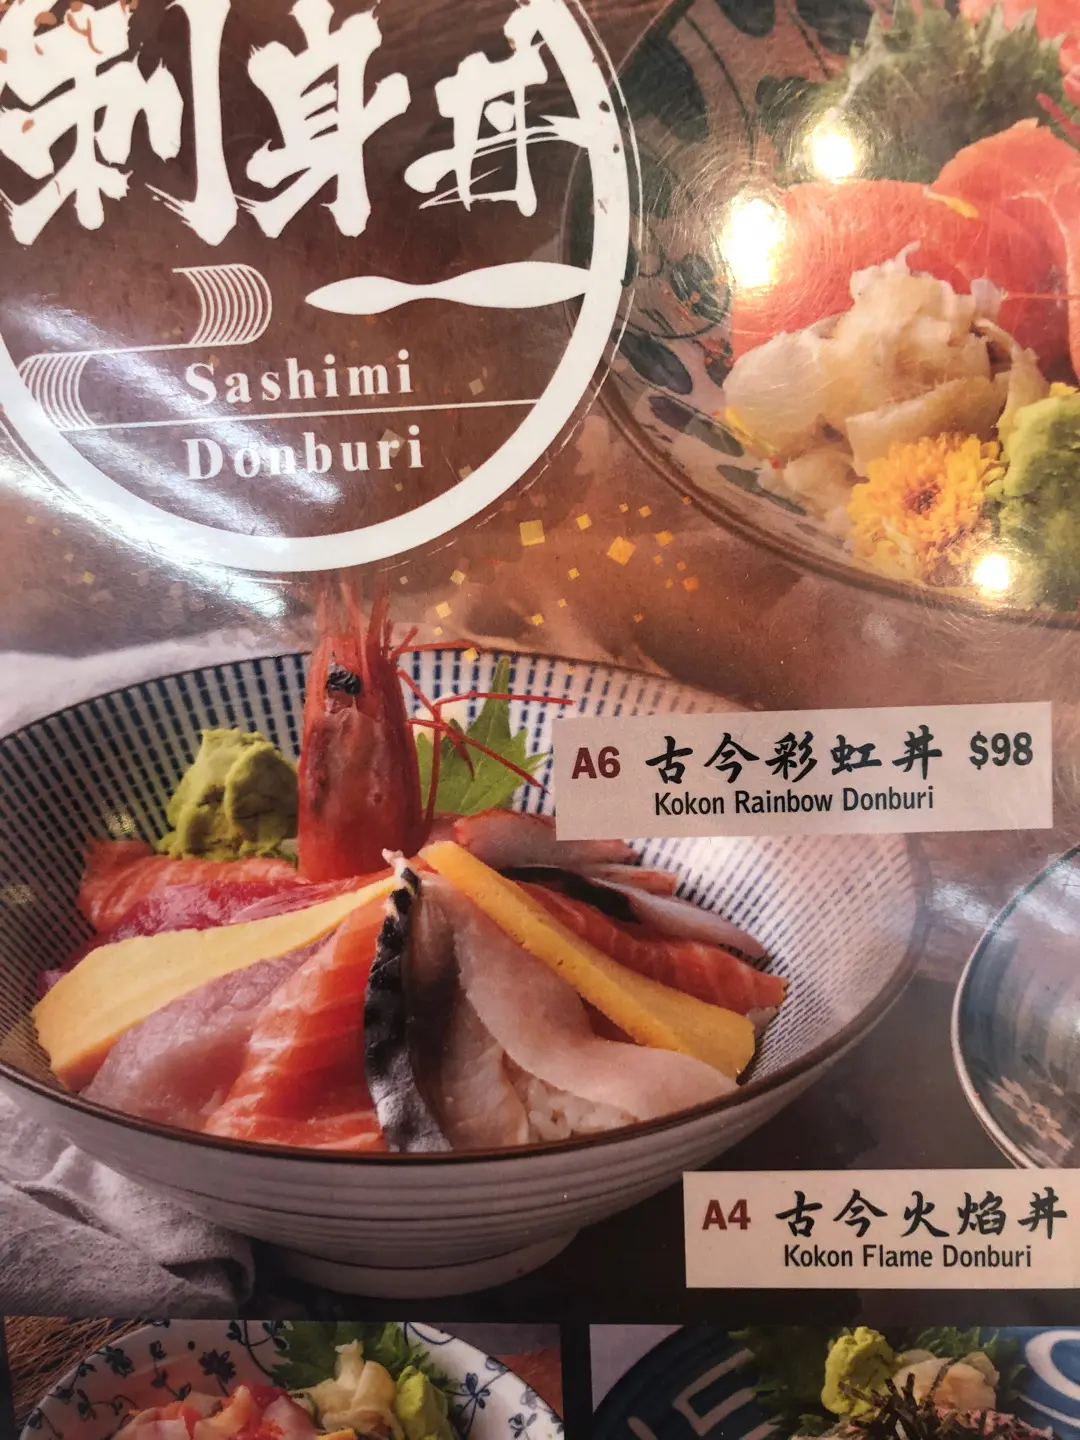 刺身丼
Sashimi
Donburi
A6 古今彩虹丼 $98
Kokon Rainbow Donburi
A4 古今火焰丼
Kokon Flame Donburi